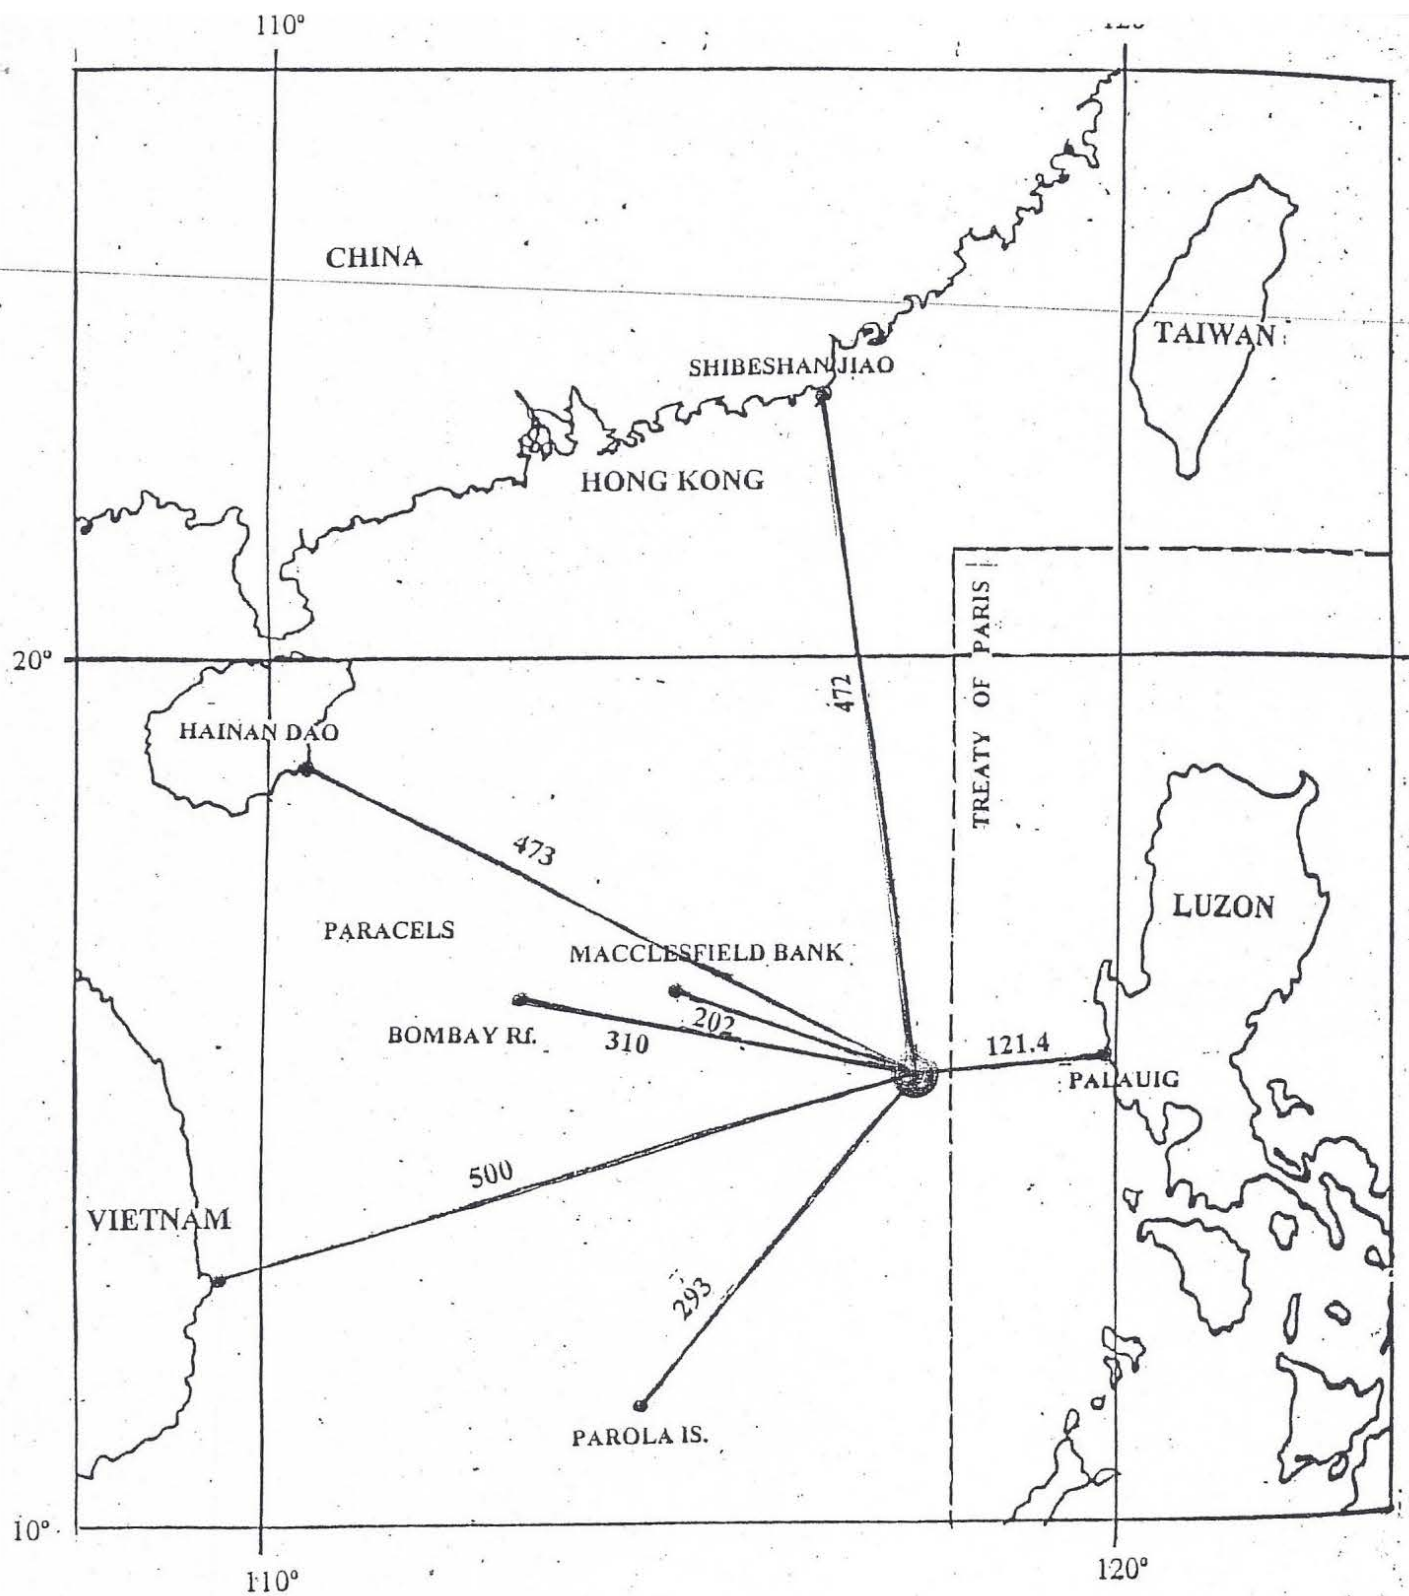 110°
CHINA
TAIWAN
SHIBESHAN JIAO
HONG KONG
TREATY OF PARIS
20°
472
HAINAN DAO
473
LUZON
PARACELS
MACCLESFIELD BANK
202
BOMBAY Rf.
310
121.4
PALAUIG
500
VIETNAM
293
PAROLA IS.
10°
110°
120°